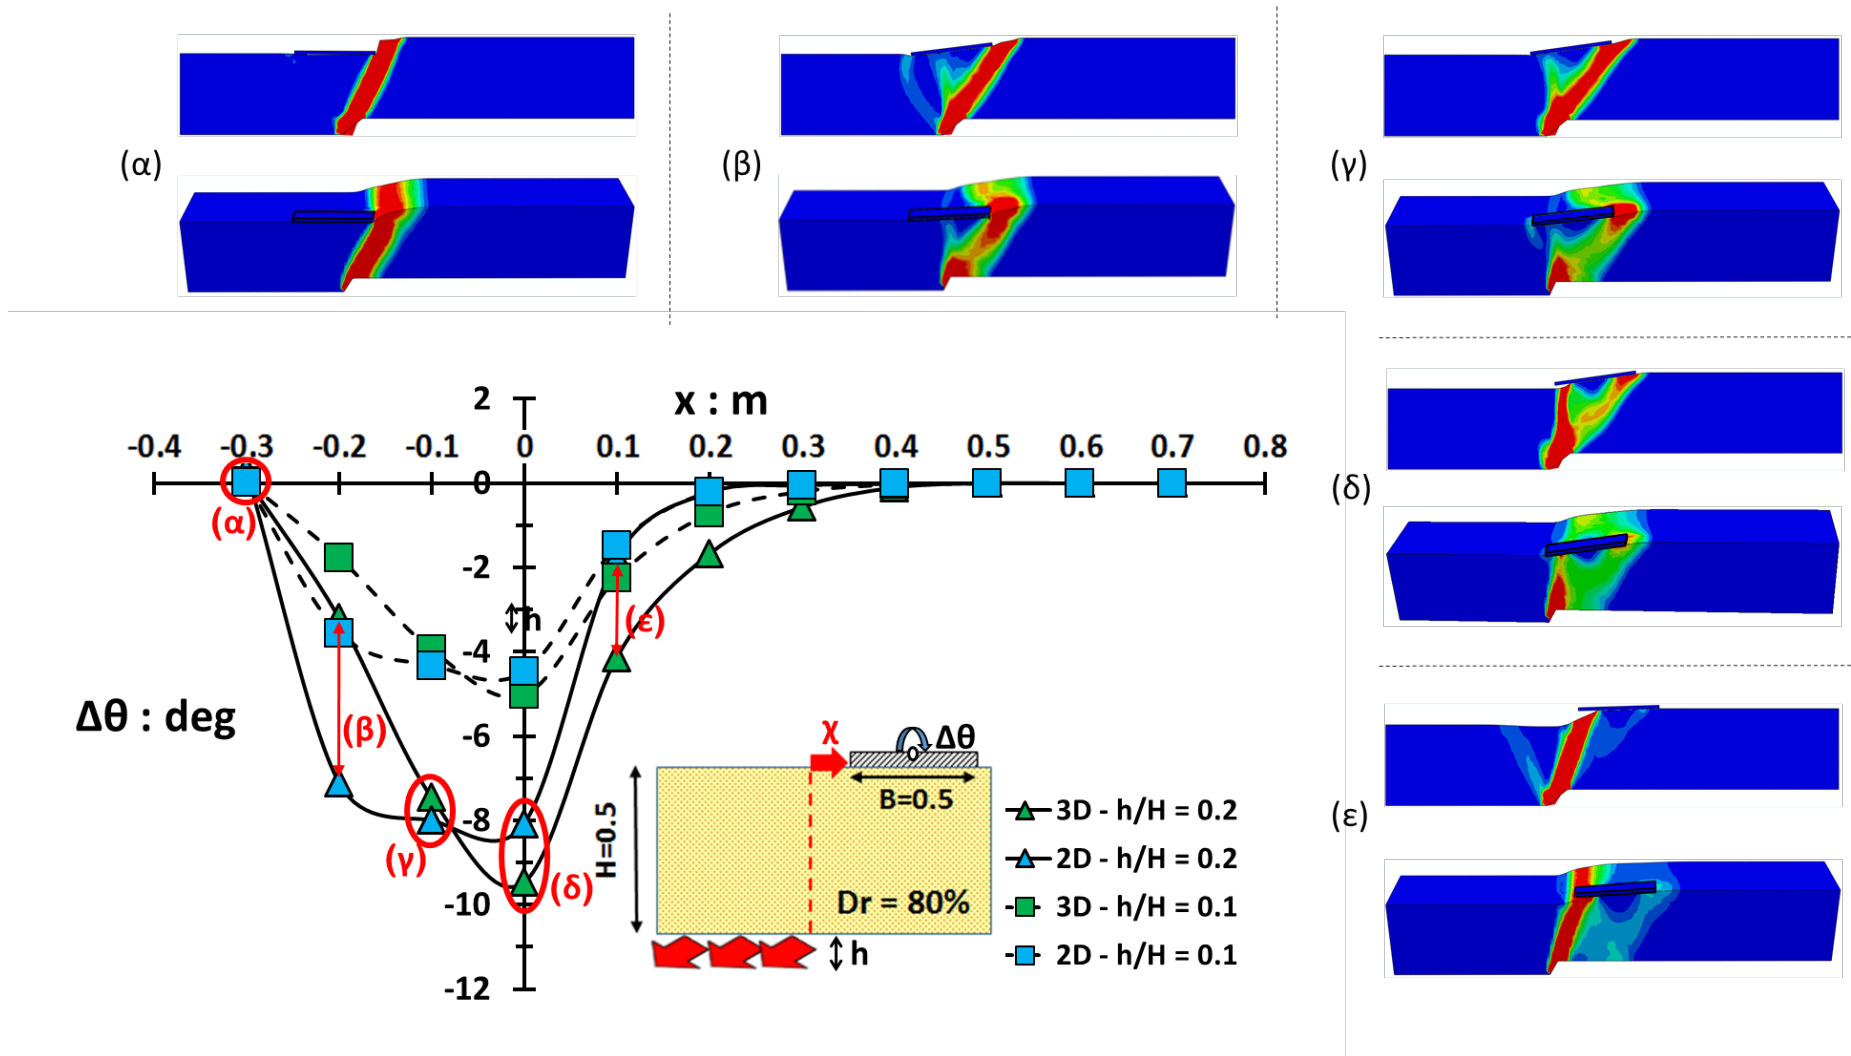 (α)
(β)
(γ)
(δ)
(ε)
x : m
2
-0.4 -0.3 -0.2 -0.1 0 0.1 0.2 0.3 0.4 0.5 0.6 0.7 0.8
0
-2
-4
-6
-8
-10
-12
Δθ : deg
(α)
(β)
(γ)
(δ)
(ε)
h
χ
Δθ
O
B=0.5
H=0.5
Dr = 80%
h
3D - h/H = 0.2
2D - h/H = 0.2
3D - h/H = 0.1
2D - h/H = 0.1